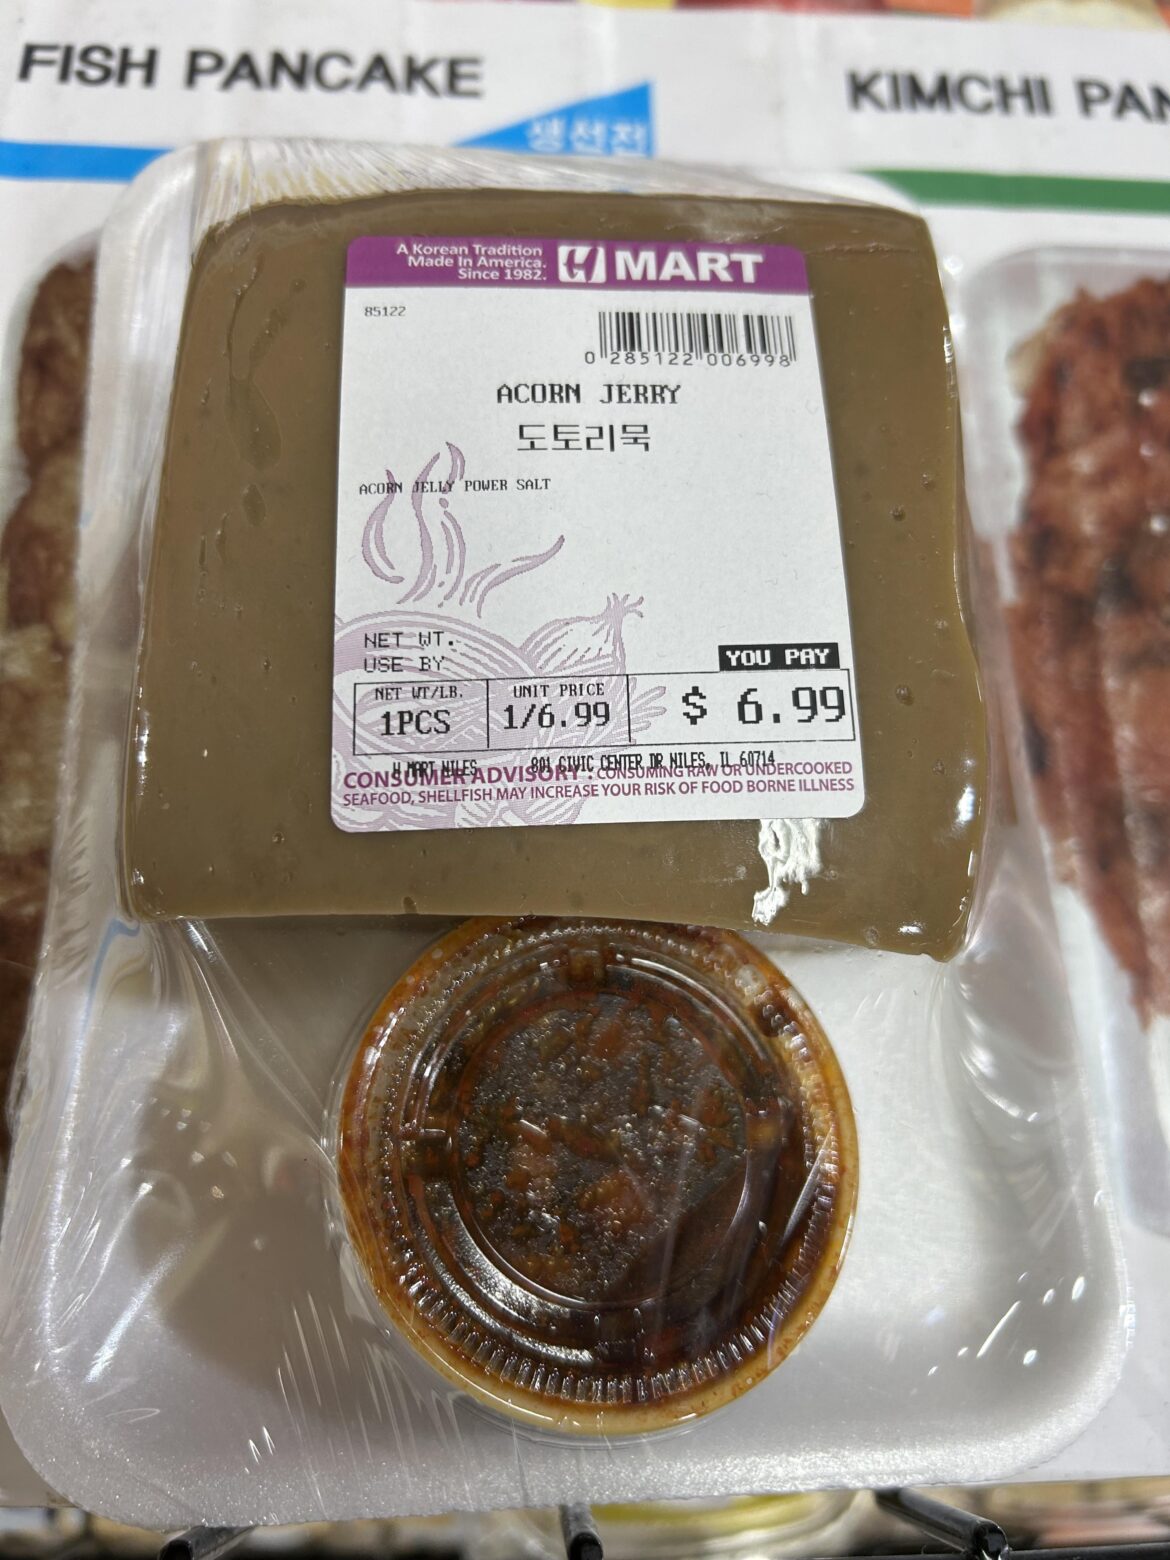 FISH PANCAKE
생선전
KIMCHI PAN
A Korean Tradition
Made In America.
Since 1982.
H MART
85122
0 285122 006998
ACORN JERRY
도토리묵
ACORN JELLY POWER SALT
NET WT.
USE BY
YOU PAY
NET WT/LB.
1PCS
UNIT PRICE
1/6.99
$ 6.99
H MART NILES 801 CIVIC CENTER DR NILES, IL 60714
CONSUMER ADVISORY : CONSUMING RAW OR UNDERCOOKED
SEAFOOD, SHELLFISH MAY INCREASE YOUR RISK OF FOOD BORNE ILLNESS